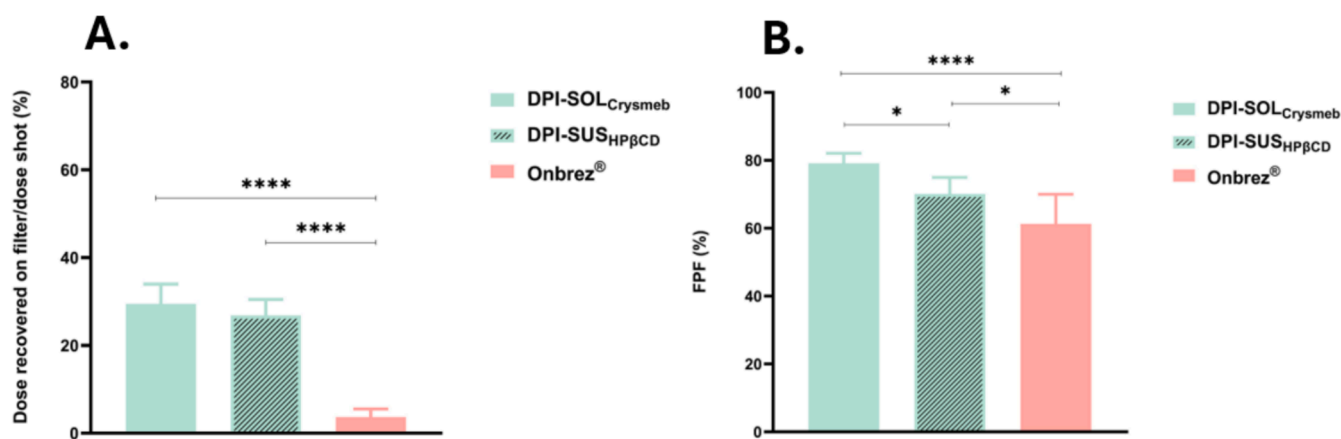 A.
Dose recovered on filter/dose shot (%)
80
60
40
20
0
****
****
DPI-SOLCrysmeb
DPI-SUSHPβCD
Onbrez®
B.
FPF (%)
100
80
60
40
20
0
****
*
*
DPI-SOLCrysmeb
DPI-SUSHPβCD
Onbrez®